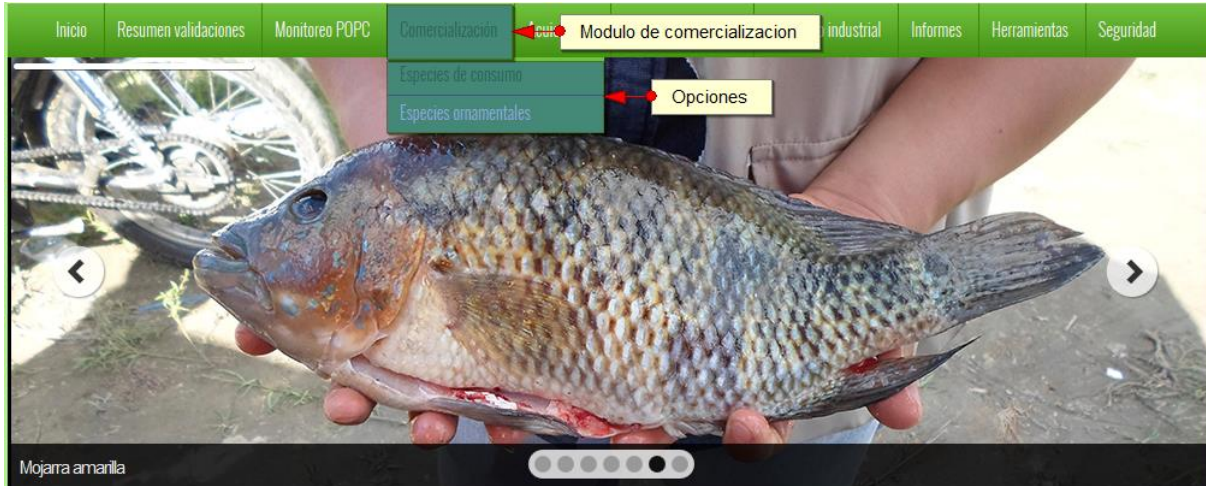 Inicio Resumen validaciones Monitoreo POPC Comercialización Modulo de comercializacion industrial Informes Herramientas Seguridad
Especies de consumo
Opciones
Especies ornamentales
Mojarra amarilla